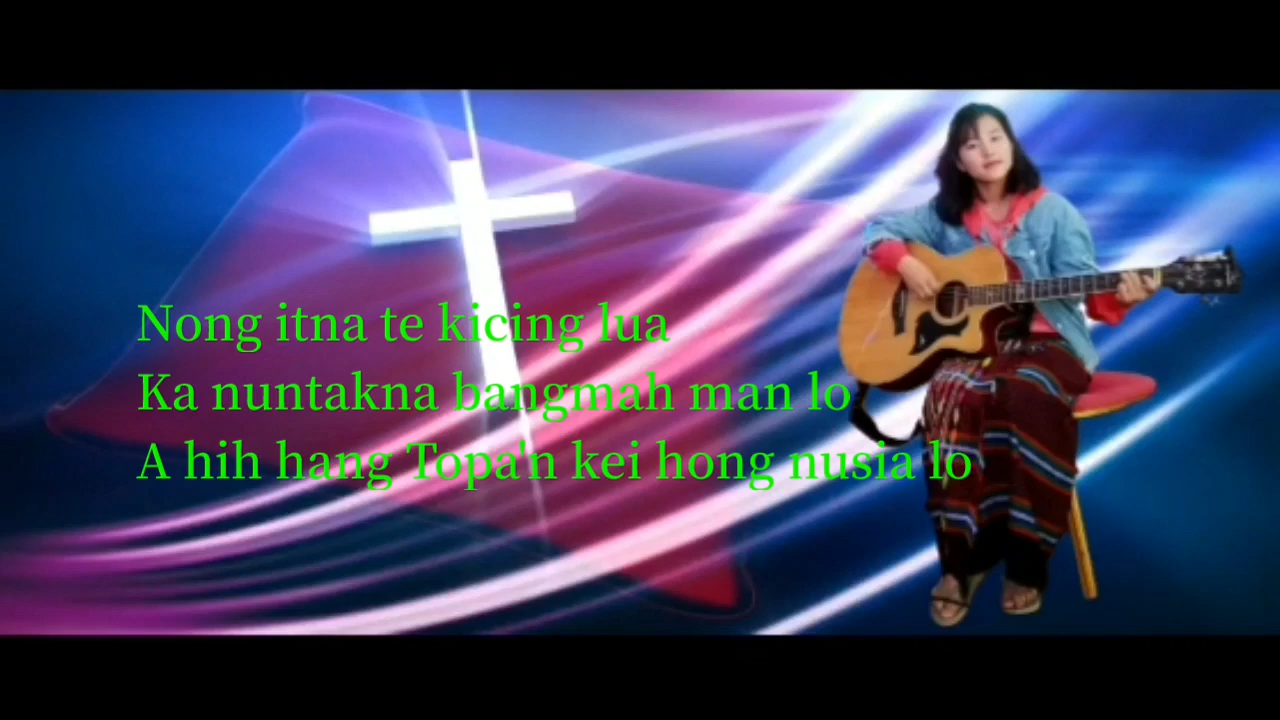 Nong itna te kicing lua
Ka nuntakna bangmah man lo
A hih hang Topa'n kei hong nusia lo